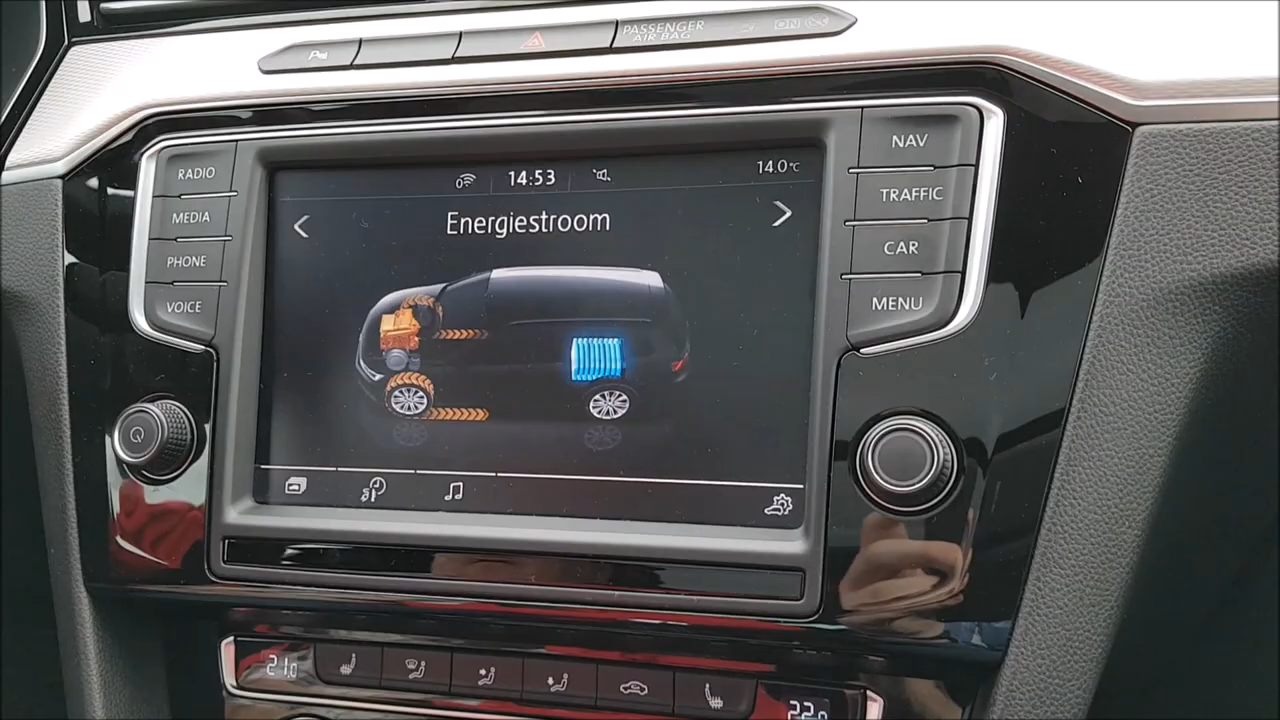 PASSENGER
AIR BAG
ON
RADIO
MEDIA
PHONE
VOICE
14:53
14.0°C
Energiestroom
NAV
TRAFFIC
CAR
MENU
21.0
22.0